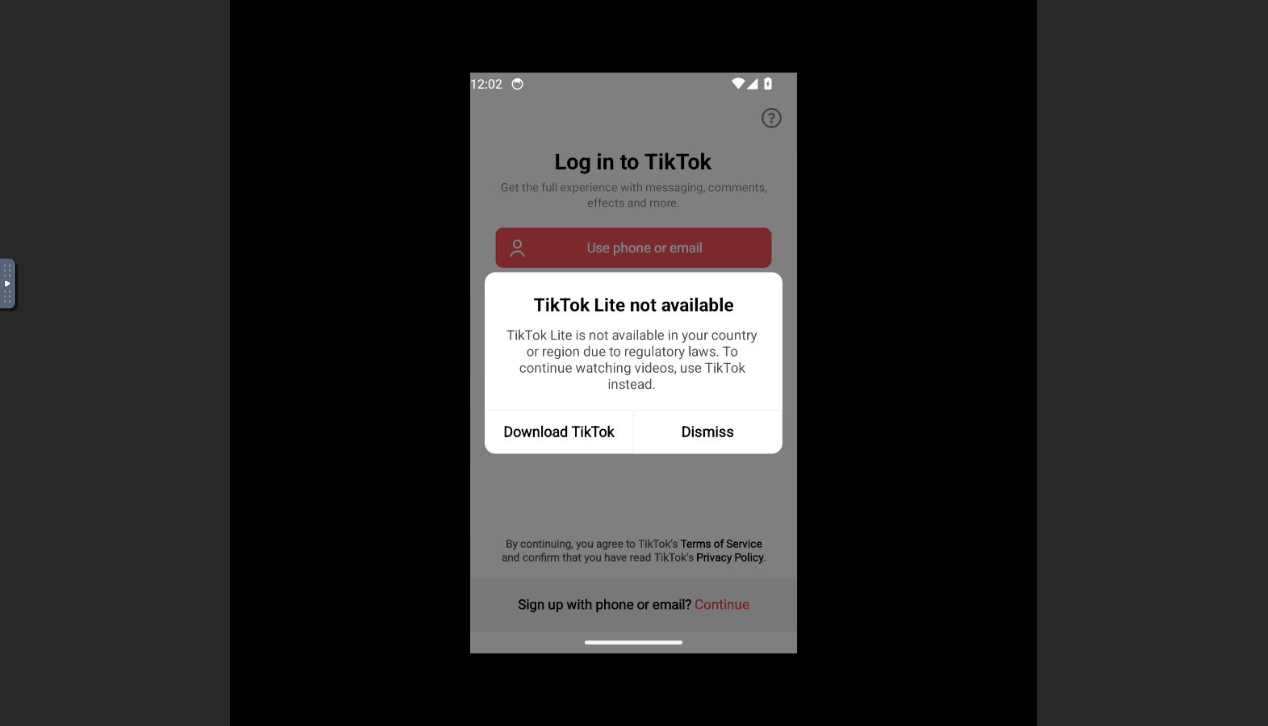 12:02
Log in to TikTok
Get the full experience with messaging, comments,
effects and more.
Use phone or email
TikTok Lite not available
TikTok Lite is not available in your country
or region due to regulatory laws. To
continue watching videos, use TikTok
instead.
Download TikTok
Dismiss
By continuing, you agree to TikTok's Terms of Service
and confirm that you have read TikTok's Privacy Policy.
Sign up with phone or email? Continue